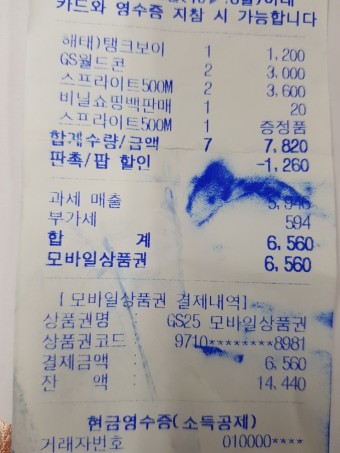 카드와 영수증 지참 시 가능합니다
해태)탱크보이 1 1,200
GS월드콘 2 3,000
스프라이트500M 2 3,600
비닐쇼핑백판매 1 20
스프라이트500M 1 증정품
합계수량/금액 7 7,820
판촉/팝 할인 -1,260
과세 매출 5,946
부가세 594
합 계 6,560
모바일상품권 6,560
[ 모바일상품권 결제내역]
상품권명 GS25 모바일상품권
상품권코드 : 9710********8981
결제금액 : 6,560
잔 액 : 14,440
현금영수증(소득공제)
거래자번호 010000****